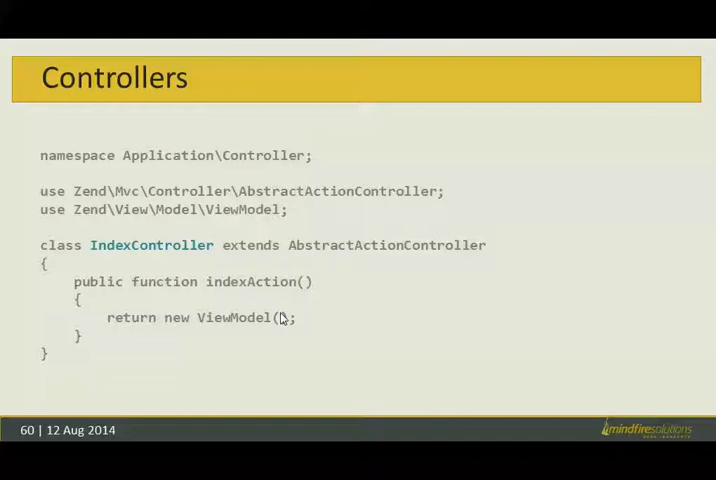 Controllers
namespace Application\Controller;
use Zend\Mvc\Controller\AbstractActionController;
use Zend\View\Model\ViewModel;
class IndexController extends AbstractActionController
{
public function indexAction()
{
return new ViewModel();
}
}
60 | 12 Aug 2014
mindfiresolutions